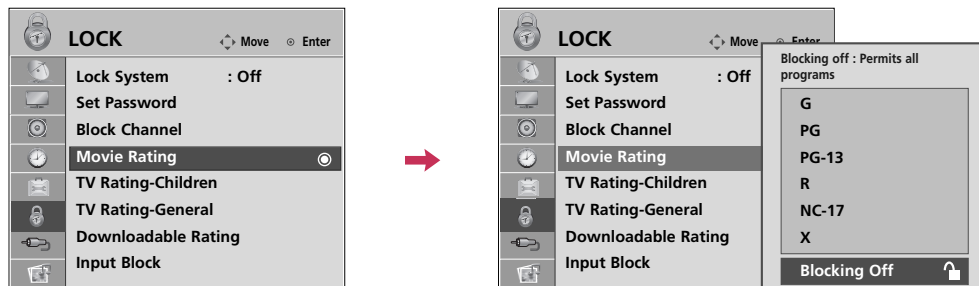 LOCK
Move
Enter
Lock System : Off
Set Password
Block Channel
Movie Rating
TV Rating-Children
TV Rating-General
Downloadable Rating
Input Block
LOCK
Move
Enter
Lock System : Off
Set Password
Block Channel
Movie Rating
TV Rating-Children
TV Rating-General
Downloadable Rating
Input Block
Blocking off : Permits all
programs
G
PG
PG-13
R
NC-17
X
Blocking Off